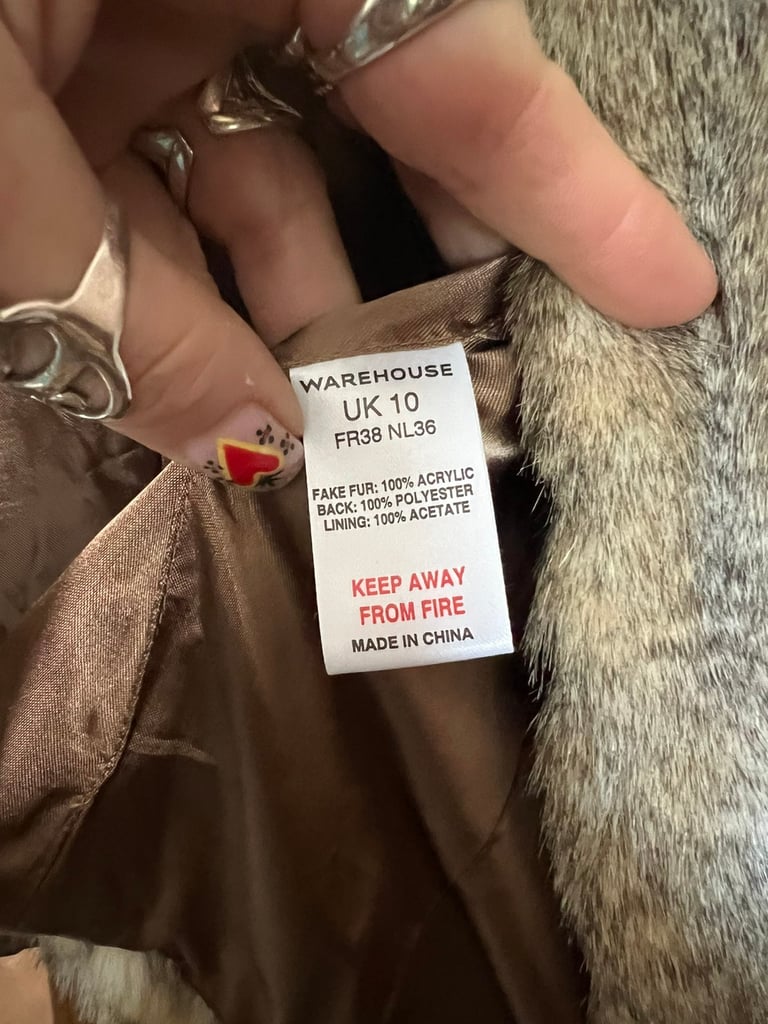 WAREHOUSE
UK 10
FR38 NL36
FAKE FUR: 100% ACRYLIC
BACK: 100% POLYESTER
LINING: 100% ACETATE
KEEP AWAY
FROM FIRE
MADE IN CHINA